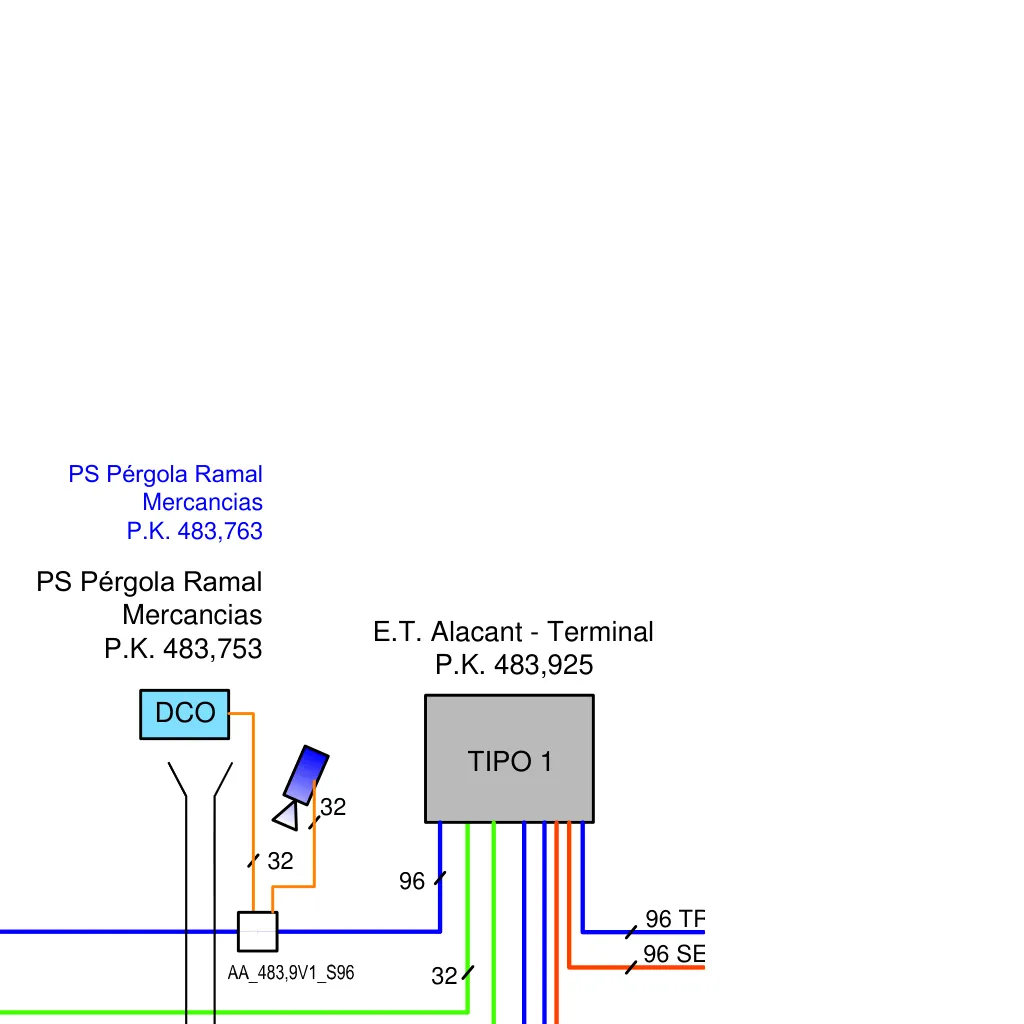 PS Pérgola Ramal
Mercancias
P.K. 483,763
PS Pérgola Ramal
Mercancias
P.K. 483,753
E.T. Alacant - Terminal
P.K. 483,925
DCO
TIPO 1
32
32
96
96 TR
96 SE
AA_483,9V1_S96
32